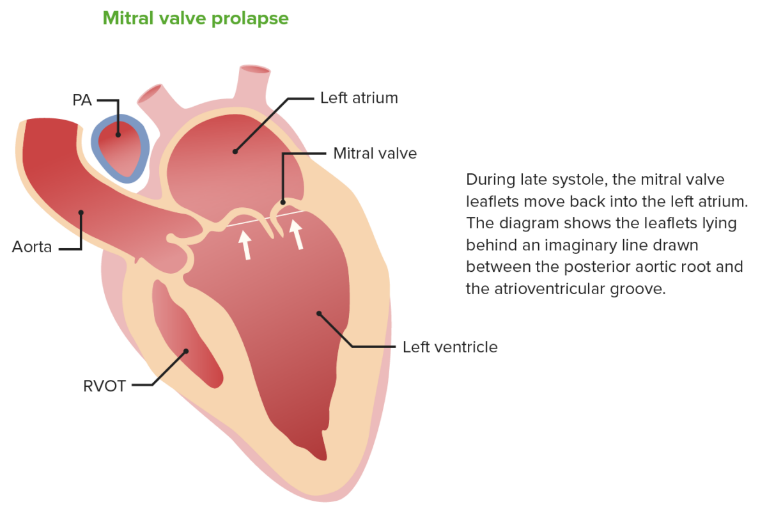 Mitral valve prolapse
PA
Left atrium
Mitral valve
During late systole, the mitral valve
leaflets move back into the left atrium.
The diagram shows the leaflets lying
behind an imaginary line drawn
between the posterior aortic root and
the atrioventricular groove.
Aorta
Left ventricle
RVOT